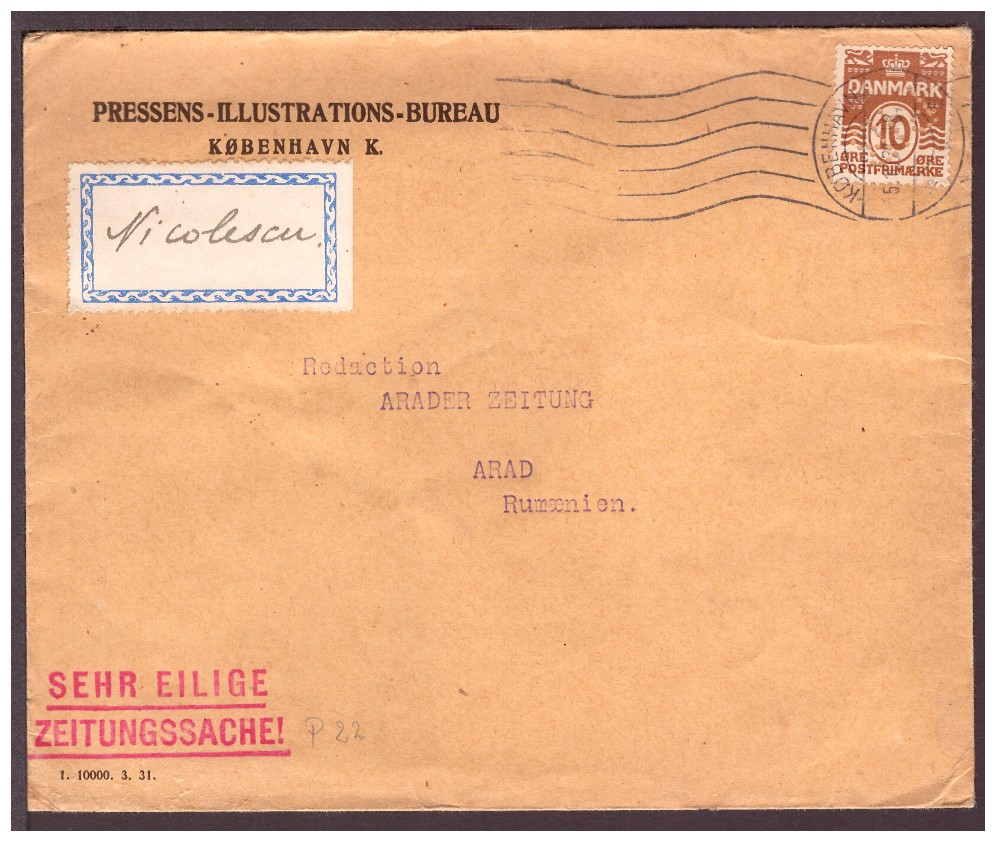 PRESSENS-ILLUSTRATIONS-BUREAU
KØBENHAVN K.
Nicolescu.
DANMARK
10
ØRE ØRE
POSTFRIMÆRKE
KØBENHAVN
Redaction
ARADER ZEITUNG
ARAD
Rumænien.
SEHR EILIGE
ZEITUNGSSACHE!
P 22
1. 10000. 3. 31.